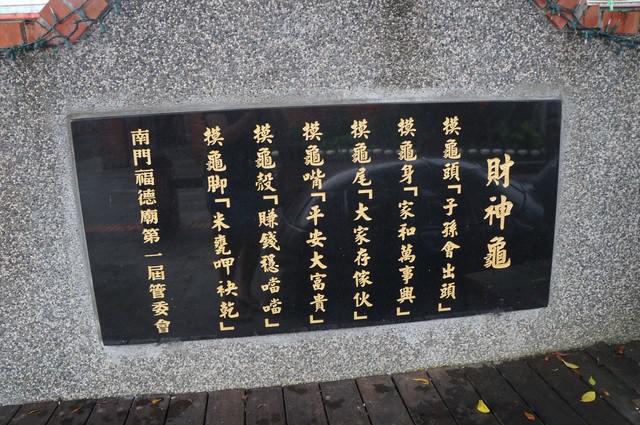 財神龜
摸龜頭「子孫會出頭」
摸龜身「家和萬事興」
摸龜尾「大家存傢伙」
摸龜嘴「平安大富貴」
摸龜殼「賺錢穩噹噹」
摸龜脚「米甕呷袂乾」
南門福德廟第一屆管委會